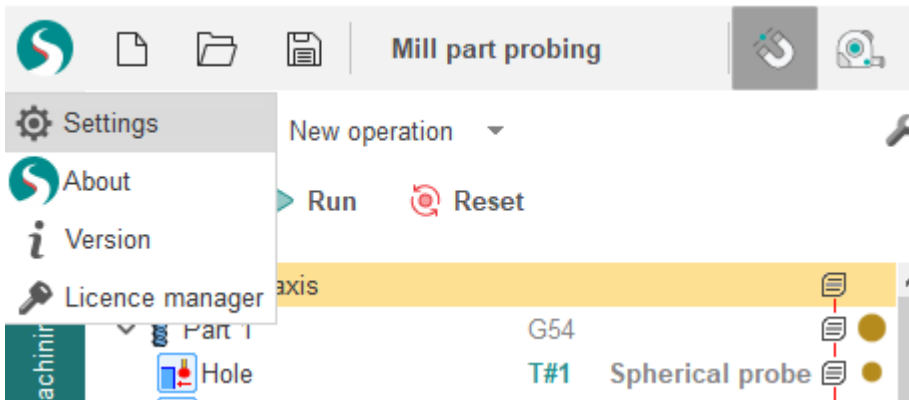 Mill part probing
Settings
New operation
About
Run
Reset
Version
Licence manager
axis
Part 1
G54
Hole
T#1
Spherical probe